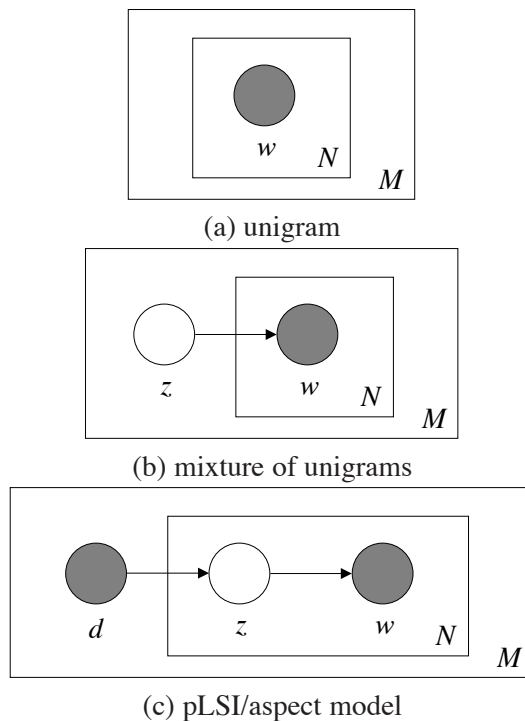 w
N
M
(a) unigram
z
w
N
M
(b) mixture of unigrams
d
z
w
N
M
(c) pLSI/aspect model